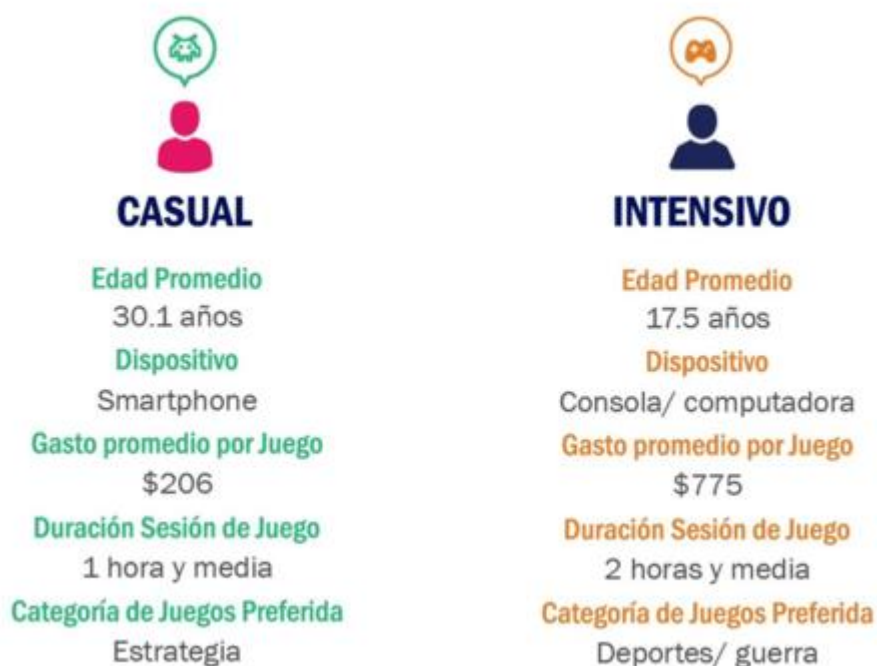 CASUAL
Edad Promedio
30.1 años
Dispositivo
Smartphone
Gasto promedio por Juego
$206
Duración Sesión de Juego
1 hora y media
Categoría de Juegos Preferida
Estrategia
INTENSIVO
Edad Promedio
17.5 años
Dispositivo
Consola/ computadora
Gasto promedio por Juego
$775
Duración Sesión de Juego
2 horas y media
Categoría de Juegos Preferida
Deportes/ guerra